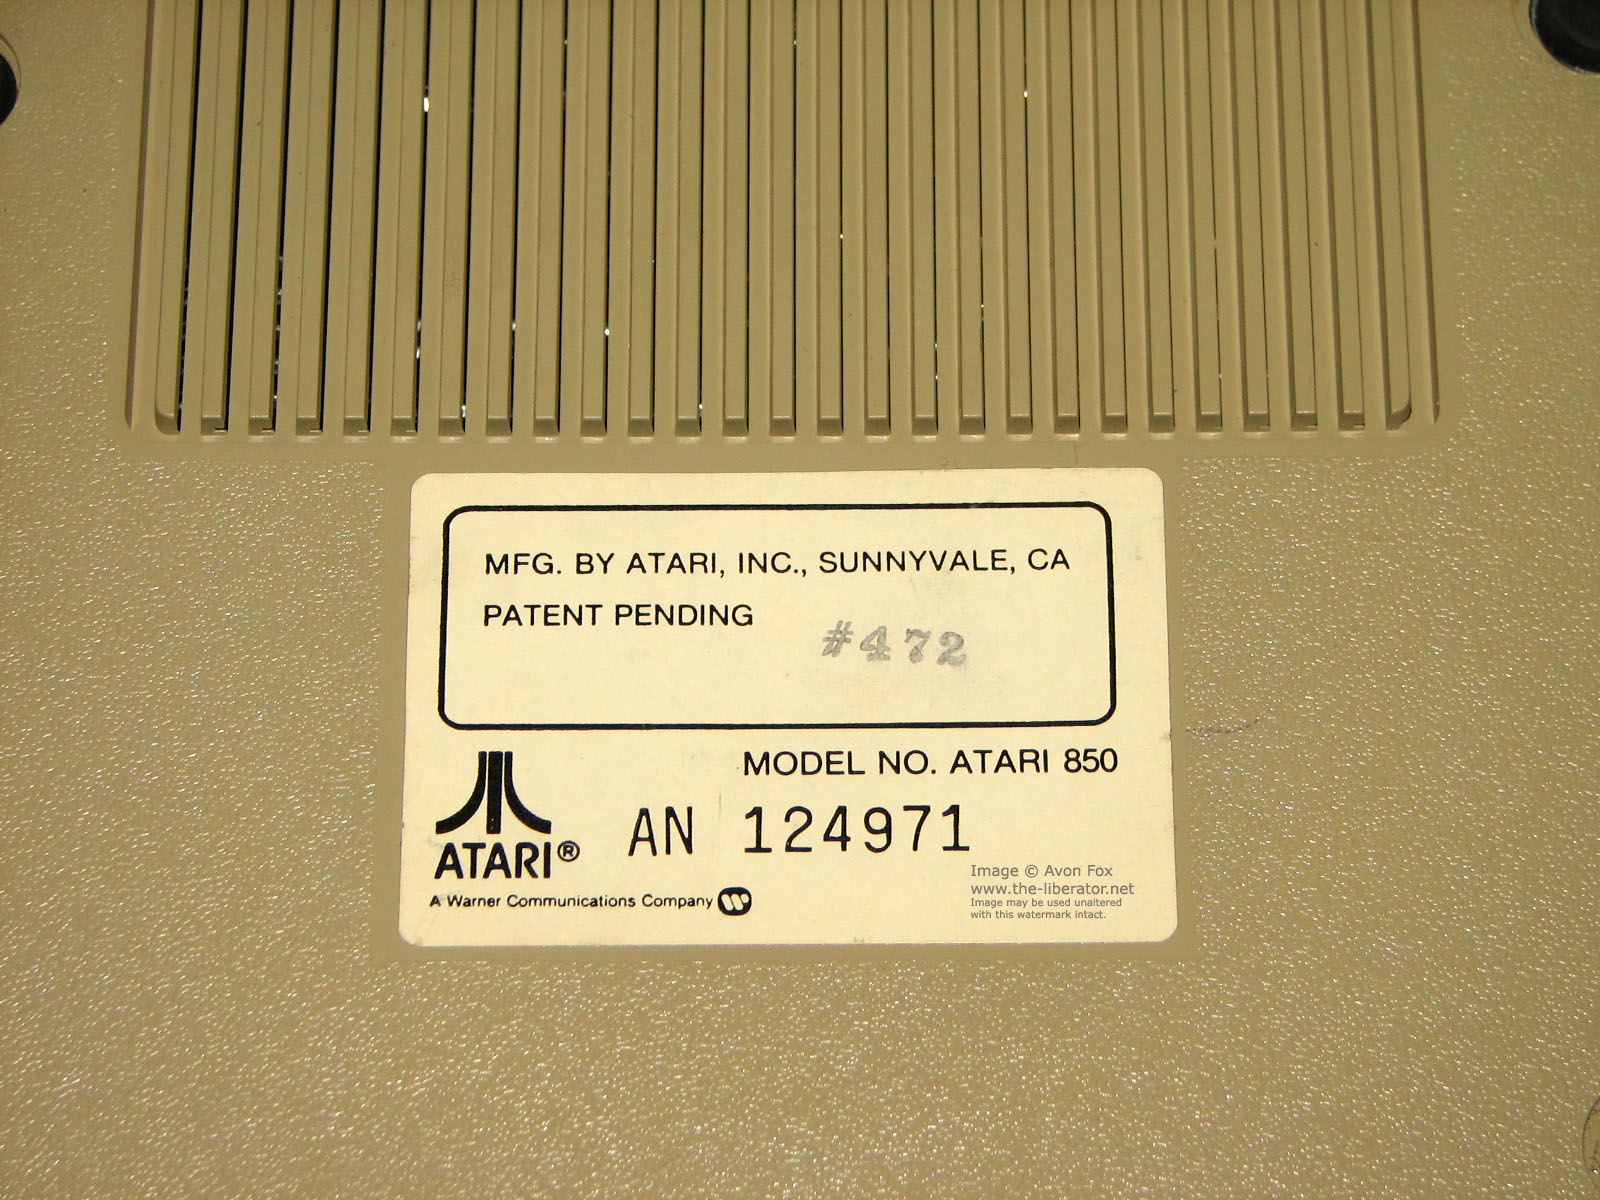 MFG. BY ATARI, INC., SUNNYVALE, CA
PATENT PENDING
#472
MODEL NO. ATARI 850
AN 124971
ATARI®
A Warner Communications Company
Image © Avon Fox
www.the-liberator.net
Image may be used unaltered
with this watermark intact.